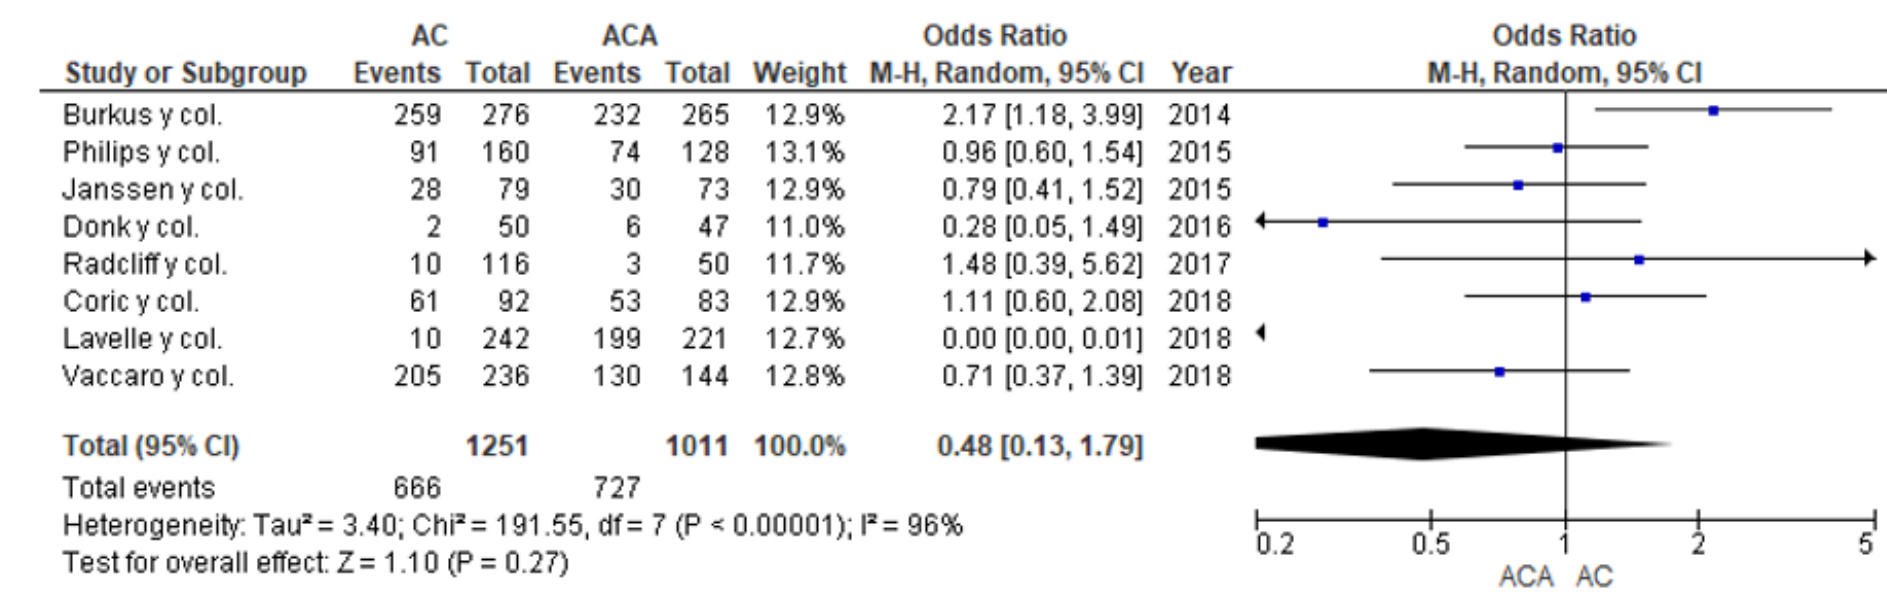 AC ACA Odds Ratio Odds Ratio
Study or Subgroup Events Total Events Total Weight M-H, Random, 95% CI Year M-H, Random, 95% CI
Burkus y col. 259 276 232 265 12.9% 2.17 [1.18, 3.99] 2014
Philips y col. 91 160 74 128 13.1% 0.96 [0.60, 1.54] 2015
Janssen y col. 28 79 30 73 12.9% 0.79 [0.41, 1.52] 2015
Donk y col. 2 50 6 47 11.0% 0.28 [0.05, 1.49] 2016
Radcliff y col. 10 116 3 50 11.7% 1.48 [0.39, 5.62] 2017
Coric y col. 61 92 53 83 12.9% 1.11 [0.60, 2.08] 2018
Lavelle y col. 10 242 199 221 12.7% 0.00 [0.00, 0.01] 2018
Vaccaro y col. 205 236 130 144 12.8% 0.71 [0.37, 1.39] 2018
Total (95% CI) 1251 1011 100.0% 0.48 [0.13, 1.79]
Total events 666 727
Heterogeneity: Tau² = 3.40; Chi² = 191.55, df = 7 (P < 0.00001); I² = 96%
Test for overall effect: Z = 1.10 (P = 0.27)
0.2 0.5 1 2 5
ACA AC